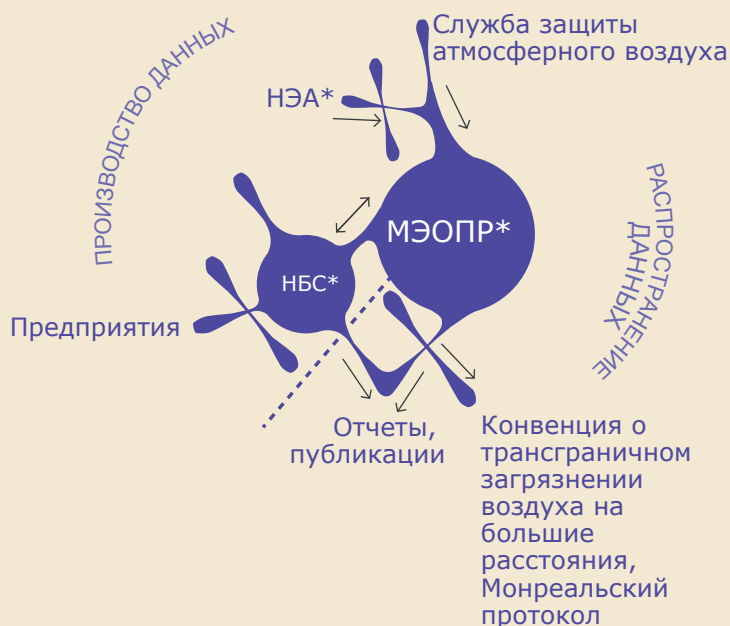 ПРОИЗВОДСТВО ДАННЫХ
Служба защиты
атмосферного воздуха
НЭА*
МЭОПР*
РАСПРОСТРАНЕНИЕ
ДАННЫХ
НБС*
Предприятия
Отчеты,
публикации
Конвенция о
трансграничном
загрязнении
воздуха на
большие
расстояния,
Монреальский
протокол